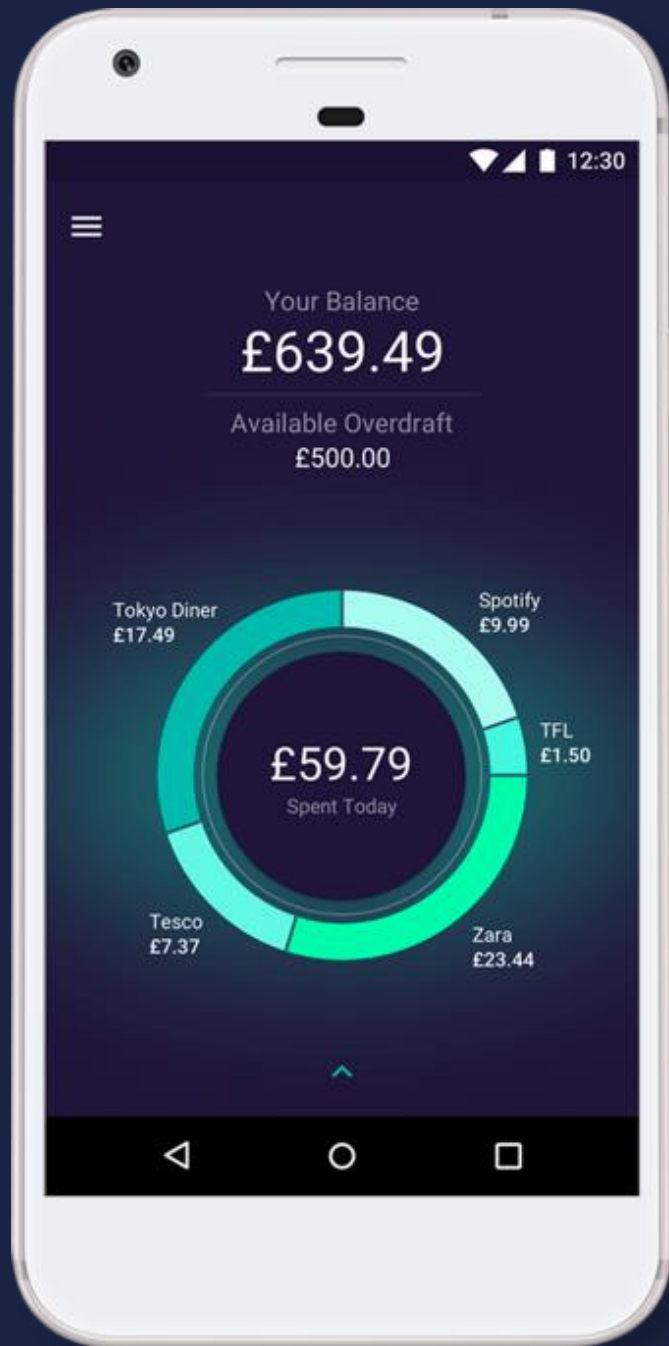 12:30
Your Balance
£639.49
Available Overdraft
£500.00
Tokyo Diner
£17.49
Spotify
£9.99
TFL
£1.50
£59.79
Spent Today
Tesco
£7.37
Zara
£23.44